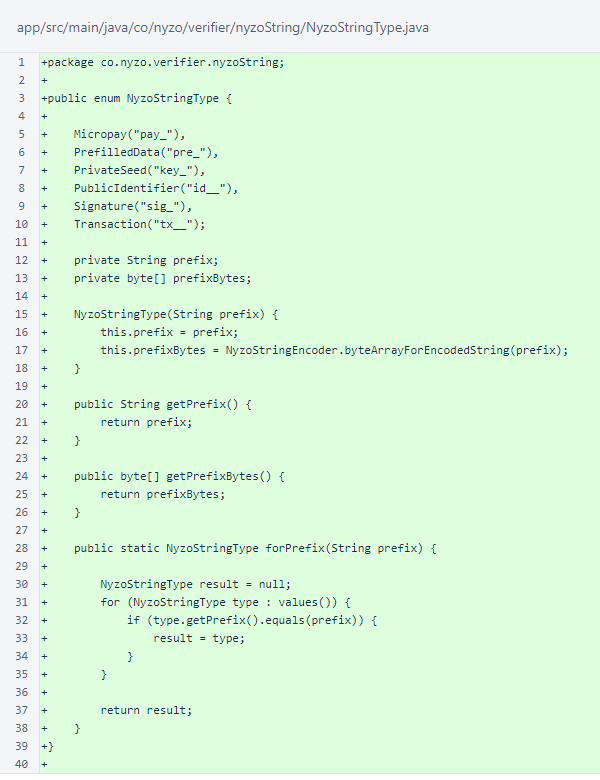 app/src/main/java/co/nyzo/verifier/nyzoString/NyzoStringType.java
1 +package co.nyzo.verifier.nyzoString;
2 +
3 +public enum NyzoStringType {
4 +
5 +    Micropay("pay_"),
6 +    PrefilledData("pre_"),
7 +    PrivateSeed("key_"),
8 +    PublicIdentifier("id__"),
9 +    Signature("sig_"),
10 +    Transaction("tx__");
11 +
12 +    private String prefix;
13 +    private byte[] prefixBytes;
14 +
15 +    NyzoStringType(String prefix) {
16 +        this.prefix = prefix;
17 +        this.prefixBytes = NyzoStringEncoder.byteArrayForEncodedString(prefix);
18 +    }
19 +
20 +    public String getPrefix() {
21 +        return prefix;
22 +    }
23 +
24 +    public byte[] getPrefixBytes() {
25 +        return prefixBytes;
26 +    }
27 +
28 +    public static NyzoStringType forPrefix(String prefix) {
29 +
30 +        NyzoStringType result = null;
31 +        for (NyzoStringType type : values()) {
32 +            if (type.getPrefix().equals(prefix)) {
33 +                result = type;
34 +            }
35 +        }
36 +
37 +        return result;
38 +    }
39 +}
40 +